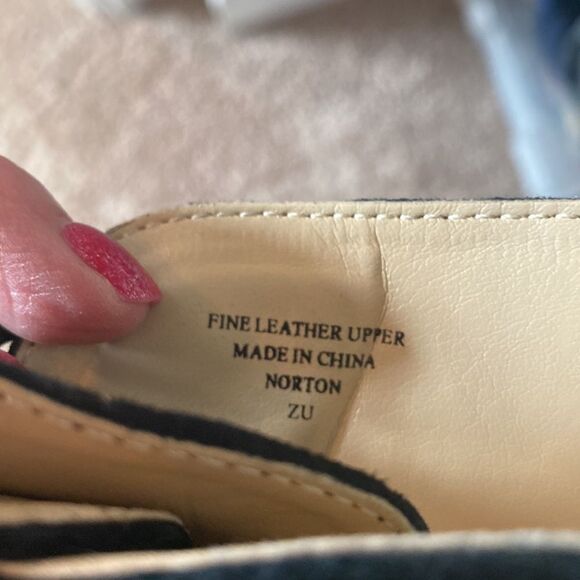 FINE LEATHER UPPER
MADE IN CHINA
NORTON
ZU